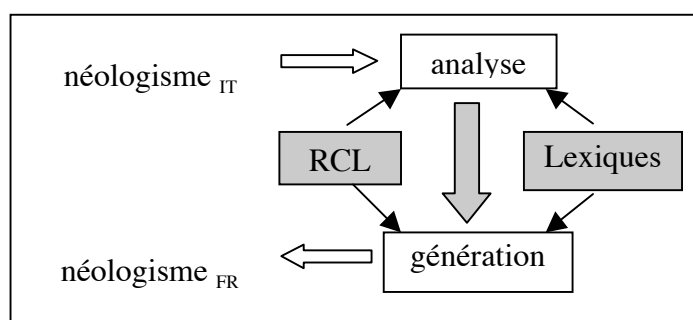 néologisme IT
analyse
RCL
Lexiques
néologisme FR
génération